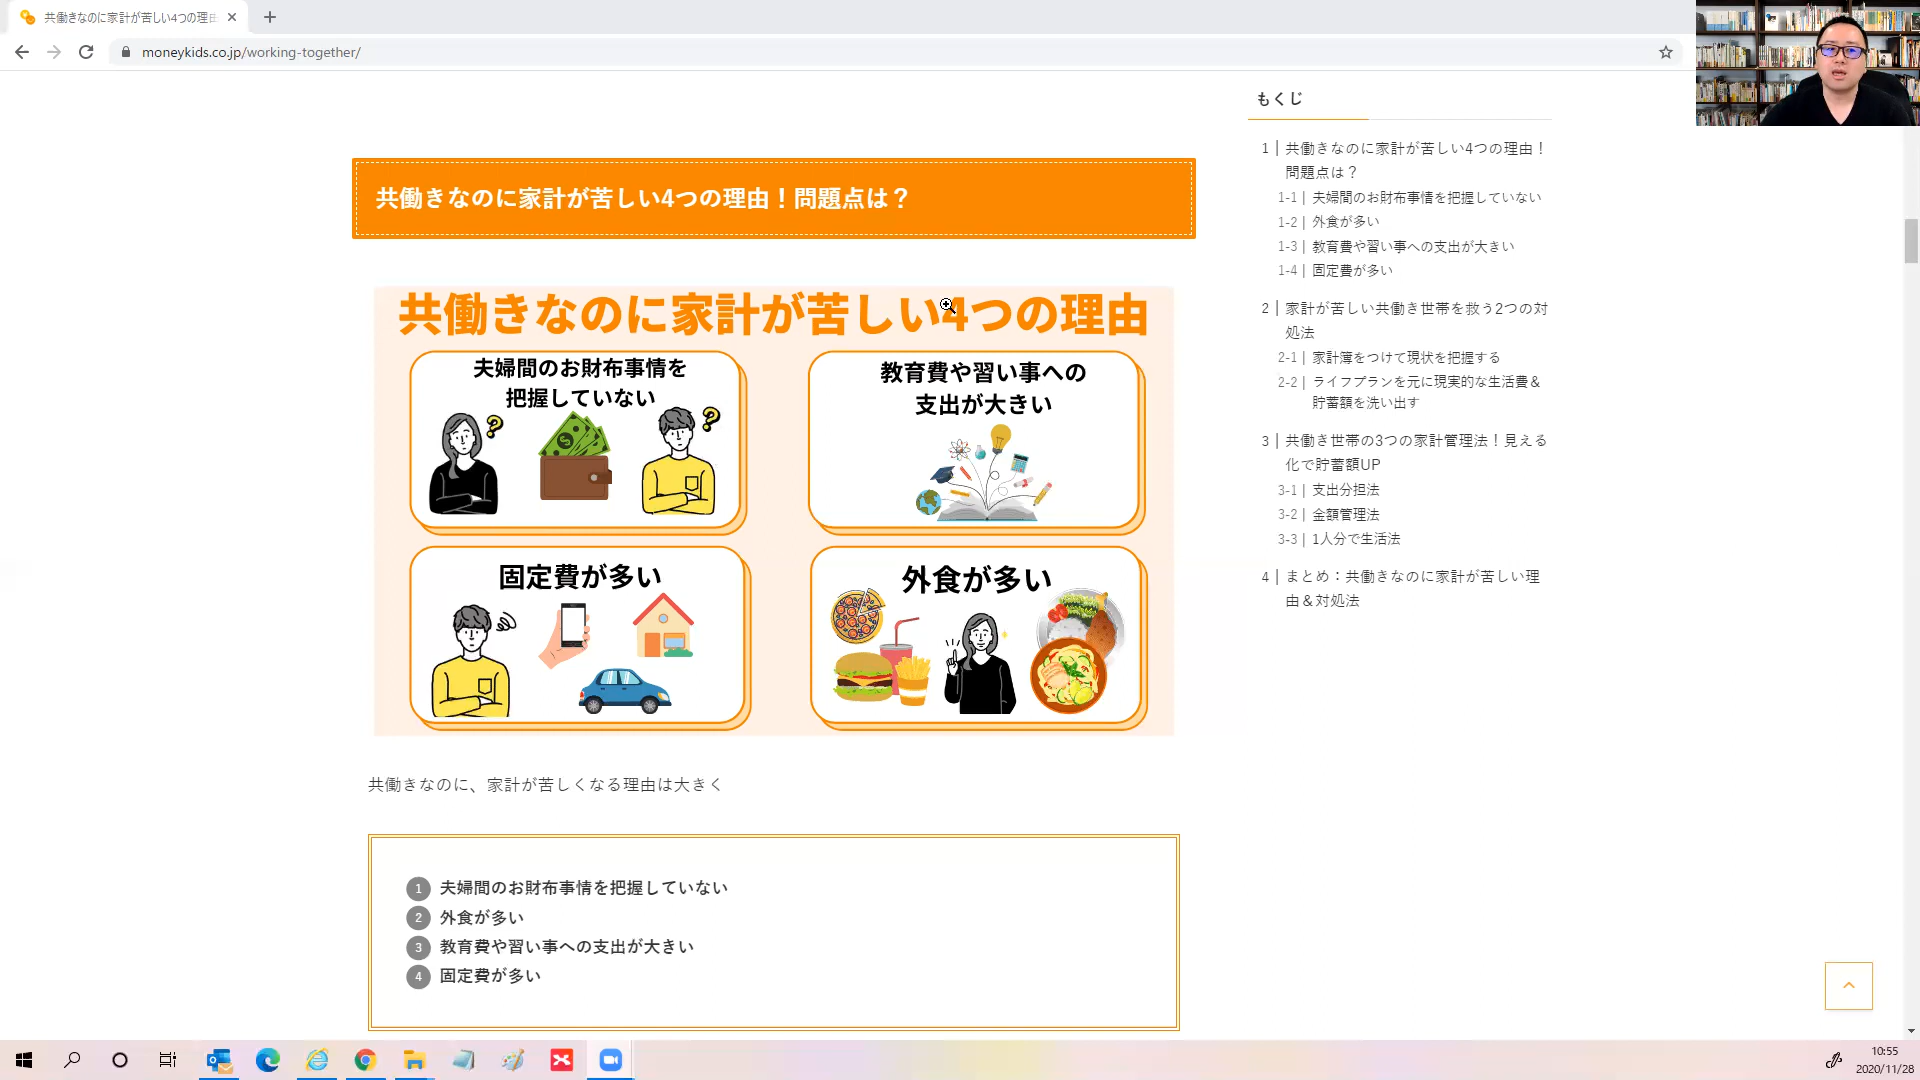 共働きなのに家計が苦しい4つの理由
moneykids.co.jp/working-together/
共働きなのに家計が苦しい4つの理由！問題点は？
共働きなのに家計が苦しい4つの理由
夫婦間のお財布事情を
把握していない
教育費や習い事への
支出が大きい
固定費が多い
外食が多い
共働きなのに、家計が苦しくなる理由は大きく
1 夫婦間のお財布事情を把握していない
2 外食が多い
3 教育費や習い事への支出が大きい
4 固定費が多い
もくじ
1 | 共働きなのに家計が苦しい4つの理由！
問題点は？
1-1 | 夫婦間のお財布事情を把握していない
1-2 | 外食が多い
1-3 | 教育費や習い事への支出が大きい
1-4 | 固定費が多い
2 | 家計が苦しい共働き世帯を救う2つの対
処法
2-1 | 家計簿をつけて現状を把握する
2-2 | ライフプランを元に現実的な生活費＆
貯蓄額を洗い出す
3 | 共働き世帯の3つの家計管理法！見える
化で貯蓄額UP
3-1 | 支出分担法
3-2 | 金額管理法
3-3 | 1人分で生活法
4 | まとめ：共働きなのに家計が苦しい理
由＆対処法
10:55
2020/11/28